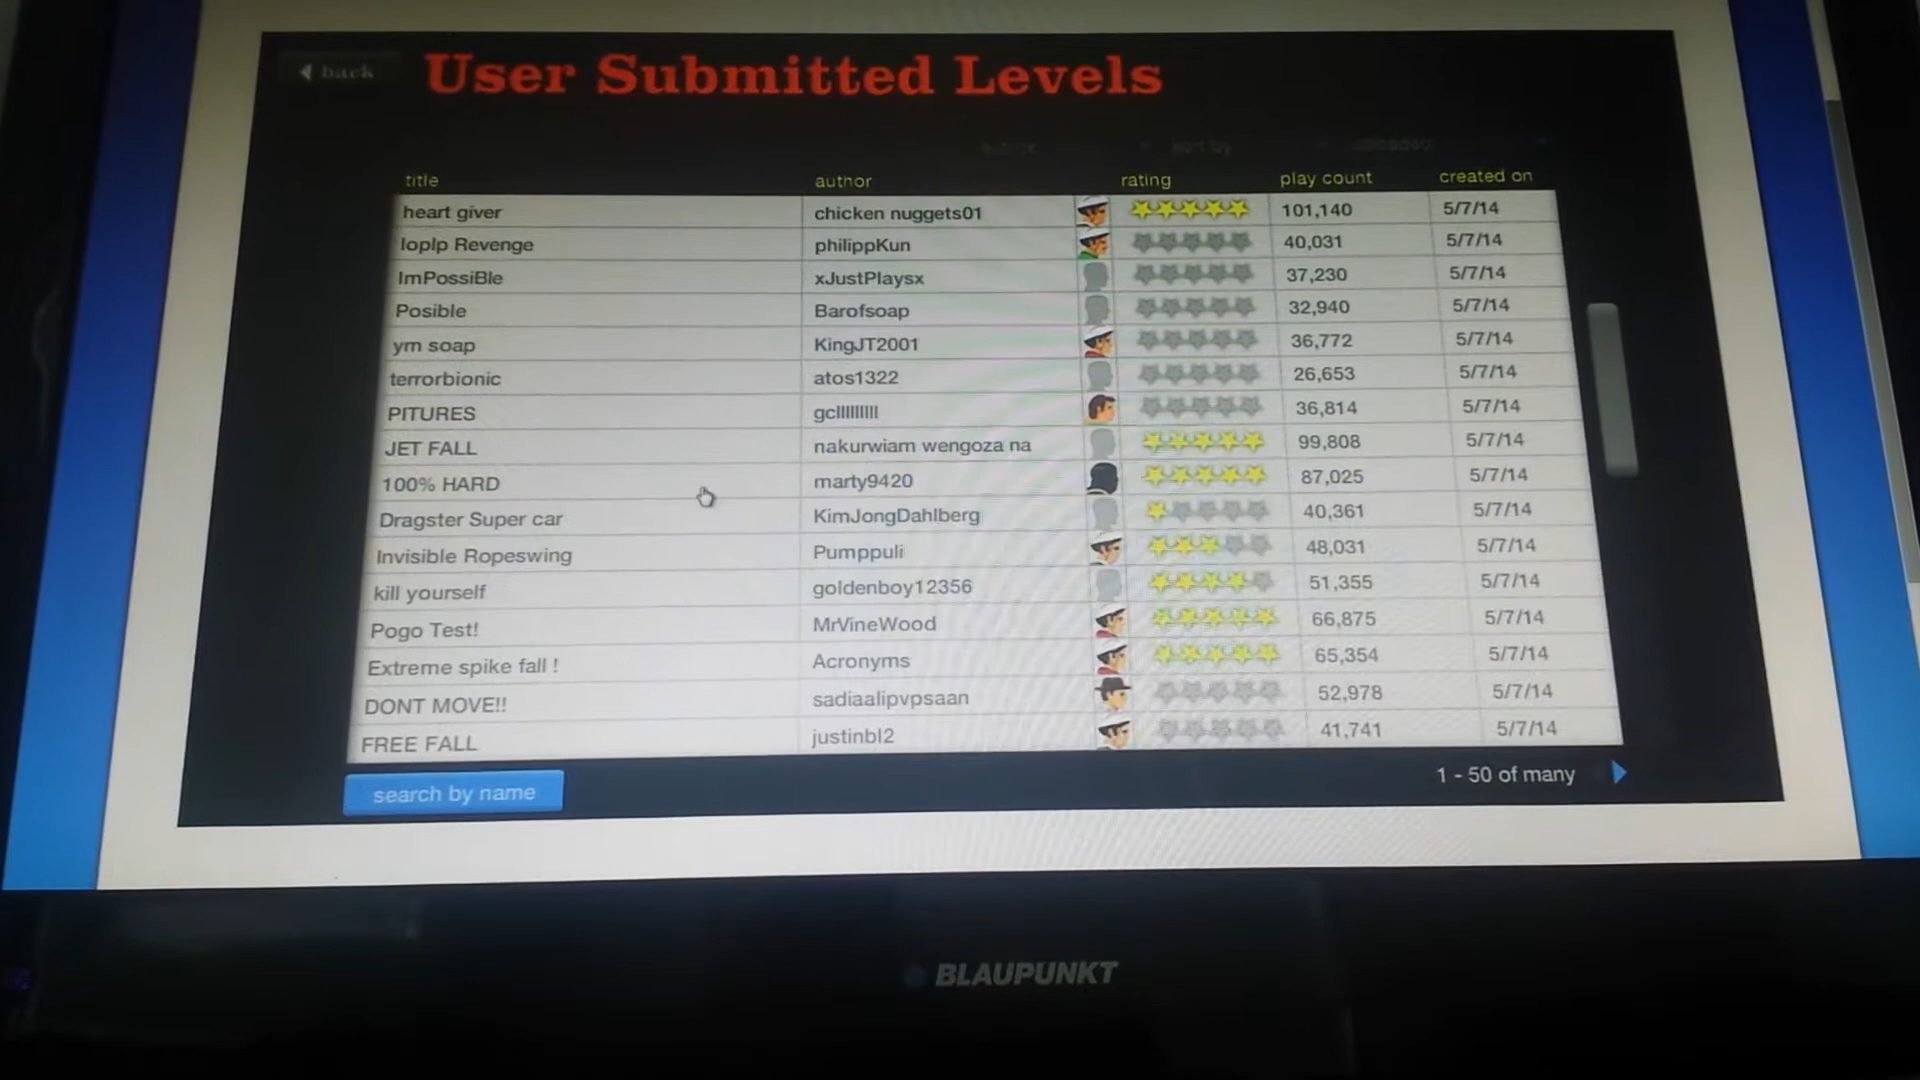 back
User Submitted Levels
sort by uploaded
title author rating play count created on
heart giver chicken nuggets01 101,140 5/7/14
loplp Revenge philippKun 40,031 5/7/14
ImPossiBle xJustPlaysx 37,230 5/7/14
Posible Barofsoap 32,940 5/7/14
ym soap KingJT2001 36,772 5/7/14
terrorbionic atos1322 26,653 5/7/14
PITURES 36,814 5/7/14
JET FALL nakurwiam wengoza na 99,808 5/7/14
100% HARD marty9420 87,025 5/7/14
Dragster Super car KimJongDahlberg 40,361 5/7/14
Invisible Ropeswing Pumppuli 48,031 5/7/14
kill yourself goldenboy12356 51,355 5/7/14
Pogo Test! MrVineWood 66,875 5/7/14
Extreme spike fall ! Acronyms 65,354 5/7/14
DONT MOVE!! sadiaalipvpsaan 52,978 5/7/14
FREE FALL justinbl2 41,741 5/7/14
search by name 1 - 50 of many
BLAUPUNKT